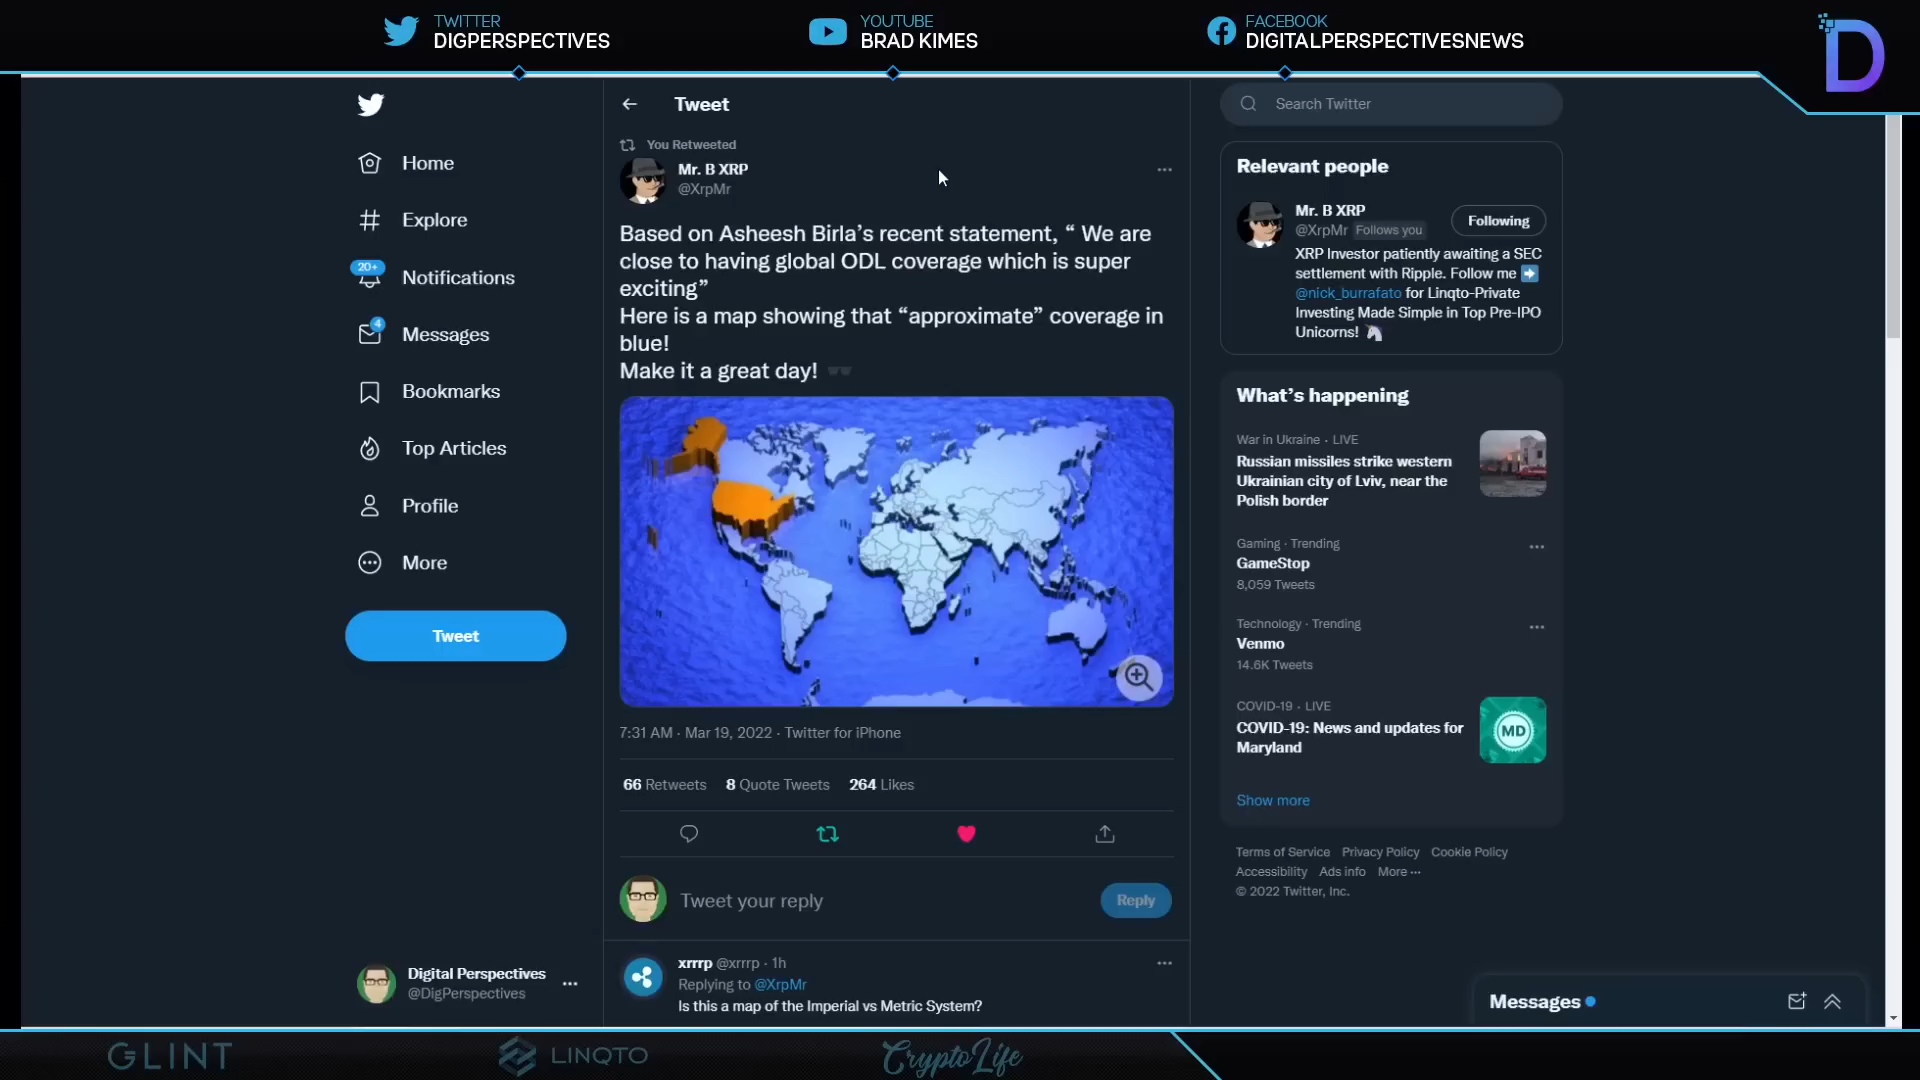 TWITTER
DIGPERSPECTIVES
YOUTUBE
BRAD KIMES
FACEBOOK
DIGITALPERSPECTIVESNEWS
D
Home
Explore
20+
Notifications
4
Messages
Bookmarks
Top Articles
Profile
More
Tweet
Digital Perspectives
@DigPerspectives
Tweet
You Retweeted
Mr. B XRP
@XrpMr
Based on Asheesh Birla’s recent statement, “ We are
close to having global ODL coverage which is super
exciting”
Here is a map showing that “approximate” coverage in
blue!
Make it a great day! 🕶
7:31 AM · Mar 19, 2022 · Twitter for iPhone
66 Retweets 8 Quote Tweets 264 Likes
Tweet your reply
Reply
xrrrp @xrrrp · 1h
Replying to @XrpMr
Is this a map of the Imperial vs Metric System?
Search Twitter
Relevant people
Mr. B XRP
@XrpMr Follows you
Following
XRP Investor patiently awaiting a SEC
settlement with Ripple. Follow me ➡
@nick_burrafato for Linqto-Private
Investing Made Simple in Top Pre-IPO
Unicorns! 🦄
What’s happening
War in Ukraine · LIVE
Russian missiles strike western
Ukrainian city of Lviv, near the
Polish border
Gaming · Trending
GameStop
8,059 Tweets
Technology · Trending
Venmo
14.6K Tweets
COVID-19 · LIVE
COVID-19: News and updates for
Maryland
MD
Show more
Terms of Service Privacy Policy Cookie Policy
Accessibility Ads info More ···
© 2022 Twitter, Inc.
Messages
GLINT
LINQTO
CryptoLife